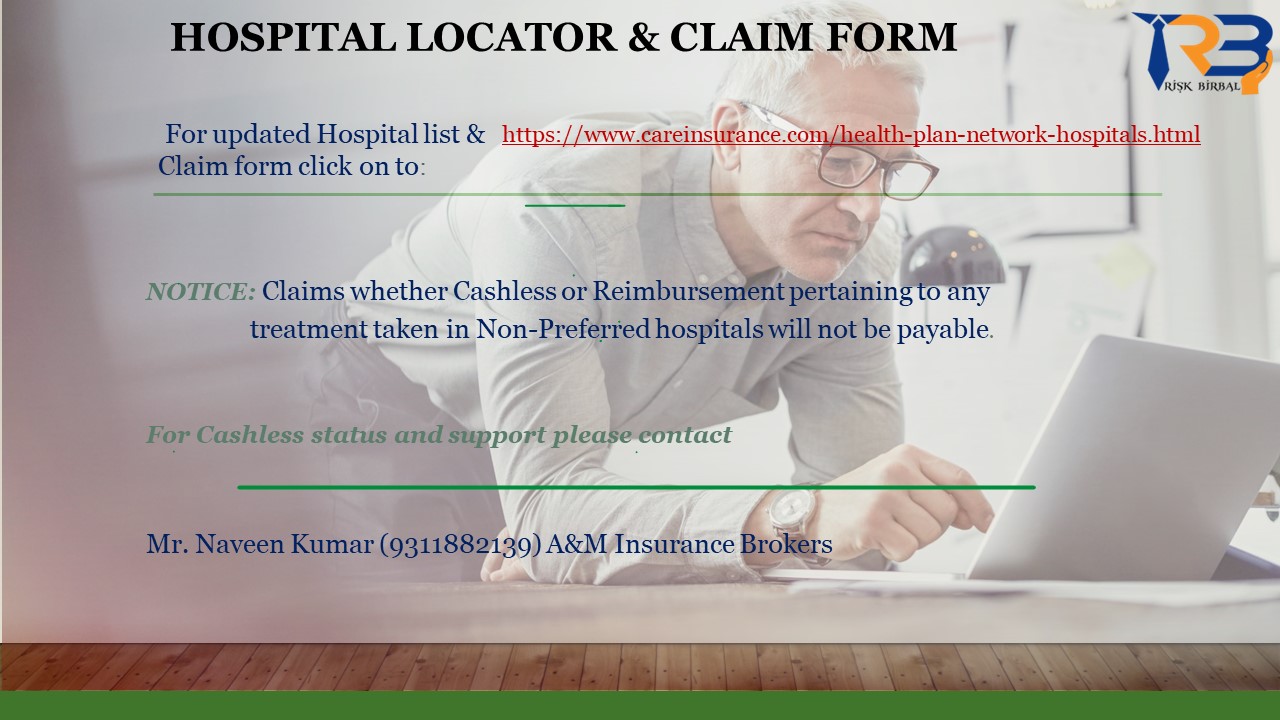 HOSPITAL LOCATOR & CLAIM FORM
RISK BIRBAL
For updated Hospital list & https://www.careinsurance.com/health-plan-network-hospitals.html
Claim form click on to:
NOTICE: Claims whether Cashless or Reimbursement pertaining to any
treatment taken in Non-Preferred hospitals will not be payable.
For Cashless status and support please contact
Mr. Naveen Kumar (9311882139) A&M Insurance Brokers